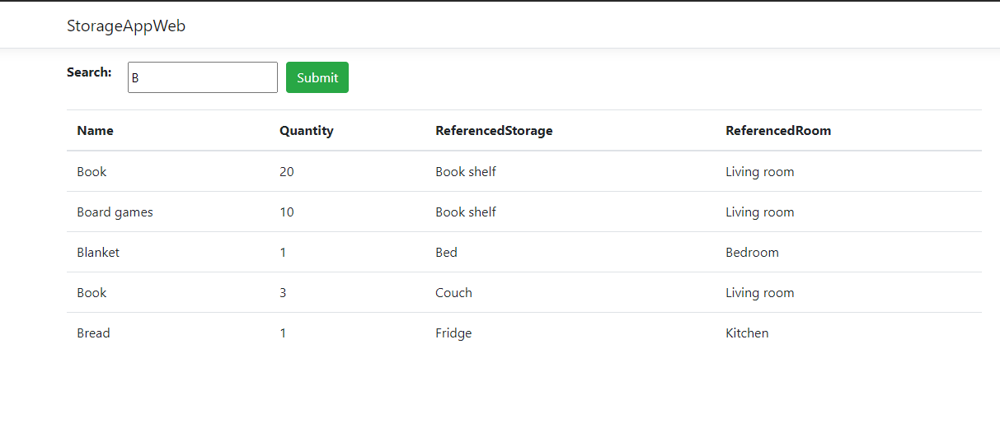 StorageAppWeb
Search: B Submit
Name Quantity ReferencedStorage ReferencedRoom
Book 20 Book shelf Living room
Board games 10 Book shelf Living room
Blanket 1 Bed Bedroom
Book 3 Couch Living room
Bread 1 Fridge Kitchen